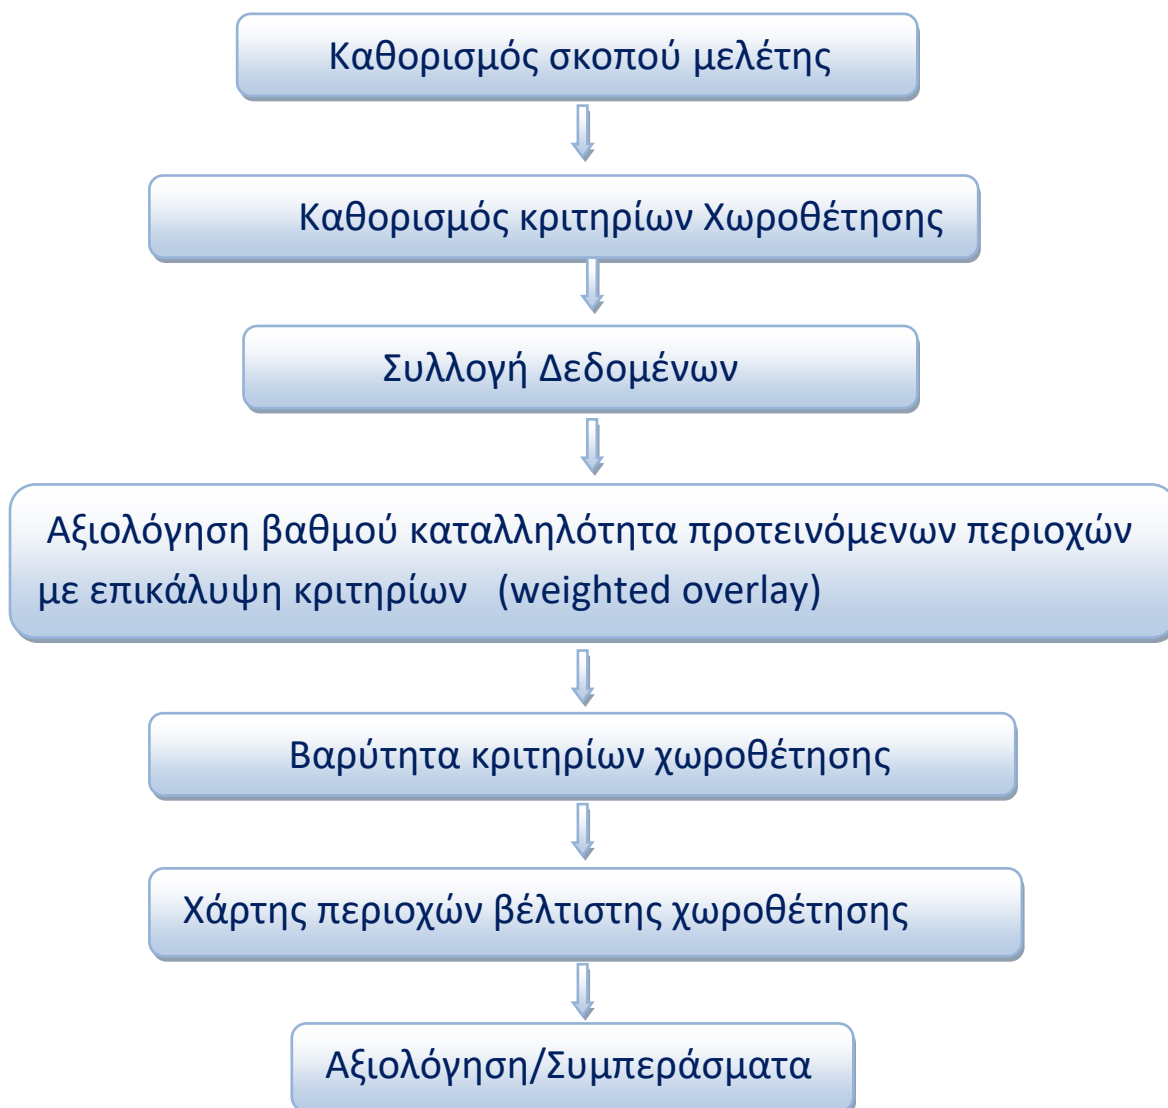 Καθορισμός σκοπού μελέτης
Καθορισμός κριτηρίων Χωροθέτησης
Συλλογή Δεδομένων
Αξιολόγηση βαθμού καταλληλότητα προτεινόμενων περιοχών
με επικάλυψη κριτηρίων (weighted overlay)
Βαρύτητα κριτηρίων χωροθέτησης
Χάρτης περιοχών βέλτιστης χωροθέτησης
Αξιολόγηση/Συμπεράσματα